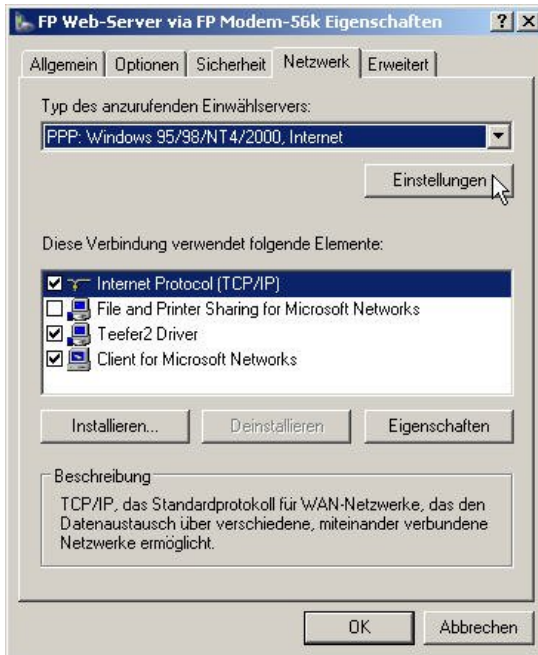 FP Web-Server via FP Modem-56k Eigenschaften
Allgemein Optionen Sicherheit Netzwerk Erweitert
Typ des anzurufenden Einwählservers:
PPP: Windows 95/98/NT4/2000, Internet
Einstellungen
Diese Verbindung verwendet folgende Elemente:
Internet Protocol (TCP/IP)
File and Printer Sharing for Microsoft Networks
Teefer2 Driver
Client for Microsoft Networks
Installieren... Deinstallieren Eigenschaften
Beschreibung
TCP/IP, das Standardprotokoll für WAN-Netzwerke, das den
Datenaustausch über verschiedene, miteinander verbundene
Netzwerke ermöglicht.
OK Abbrechen